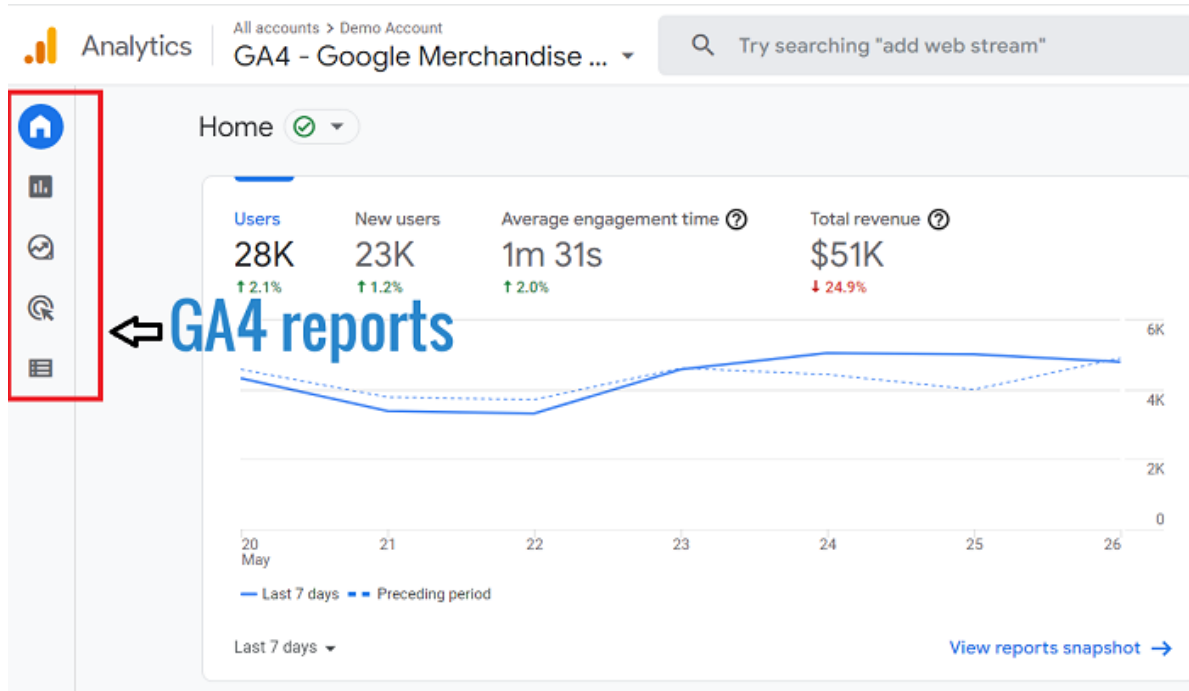 All accounts > Demo Account
Analytics
GA4 - Google Merchandise ...
Try searching "add web stream"
Home
Users
28K
↑ 2.1%
New users
23K
↑ 1.2%
Average engagement time
1m 31s
↑ 2.0%
Total revenue
$51K
↓ 24.9%
GA4 reports
6K
4K
2K
0
20
May
21
22
23
24
25
26
Last 7 days
Preceding period
Last 7 days
View reports snapshot →